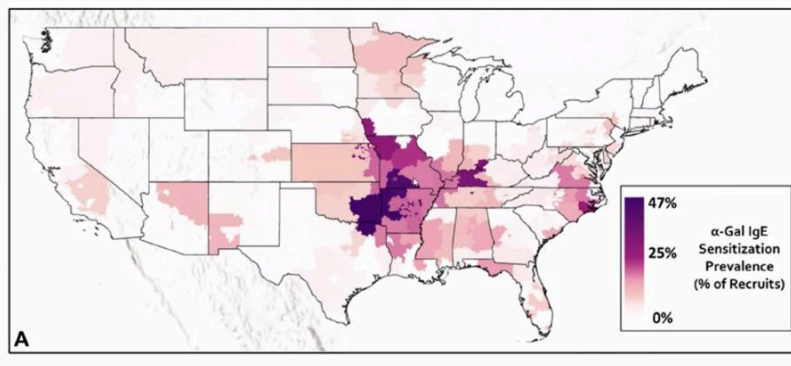 47%
α-Gal IgE
25%
Sensitization
Prevalence
(% of Recruits)
0%
A